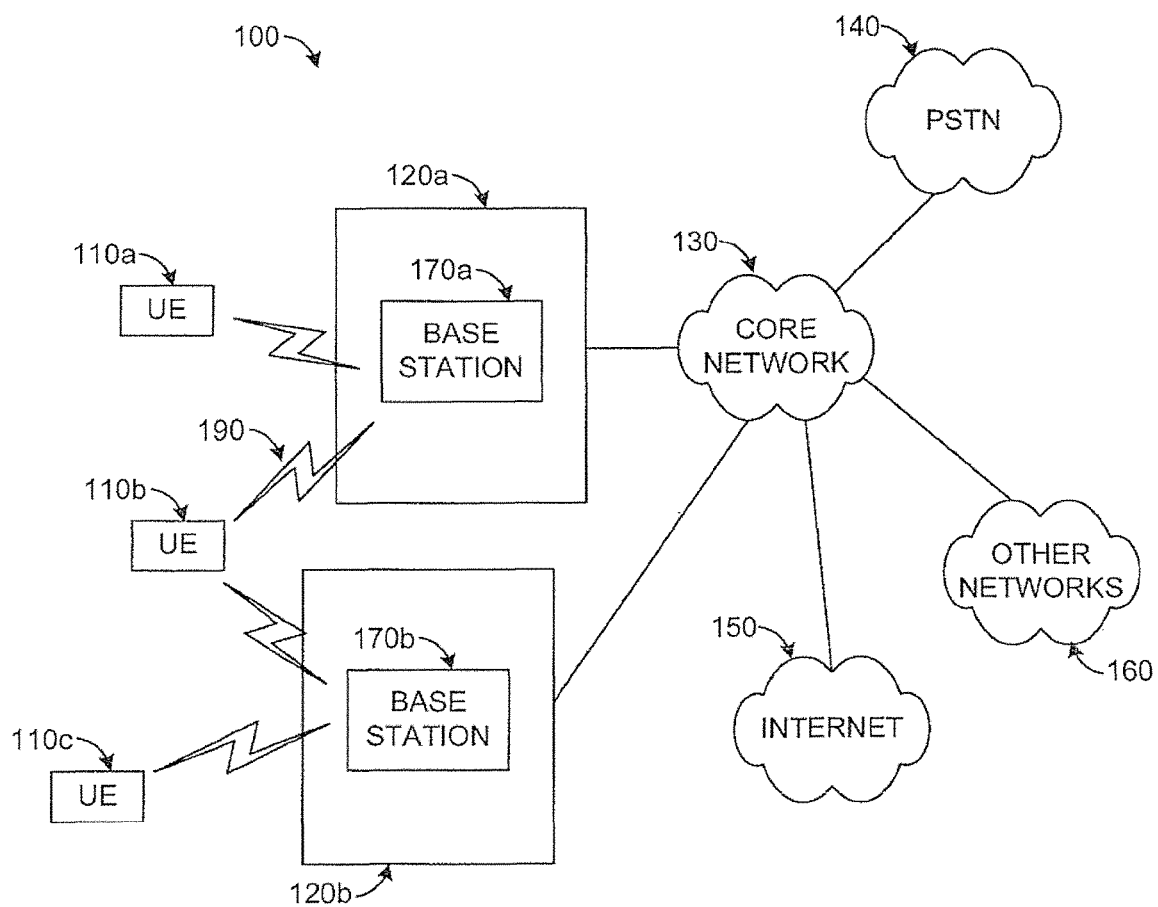 100
140
PSTN
120a
130
110a
UE
170a
BASE
STATION
CORE
NETWORK
190
110b
UE
OTHER
NETWORKS
160
150
INTERNET
170b
BASE
STATION
110c
UE
120b